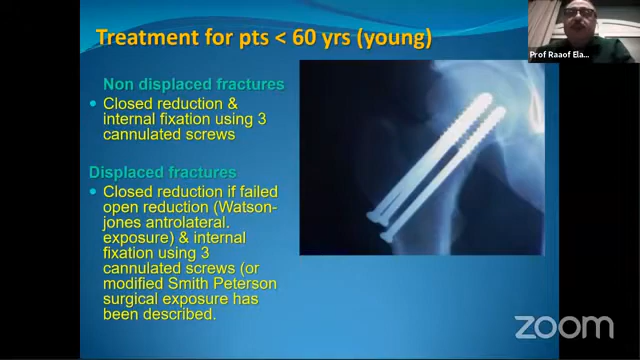 Treatment for pts < 60 yrs (young)
Non displaced fractures
Closed reduction &
internal fixation using 3
cannulated screws
Displaced fractures
Closed reduction if failed
open reduction (Watson-
jones antrolateral.
exposure) & internal
fixation using 3
cannulated screws (or
modified Smith Peterson
surgical exposure has
been described.
Prof Raaof Ela...
zoom